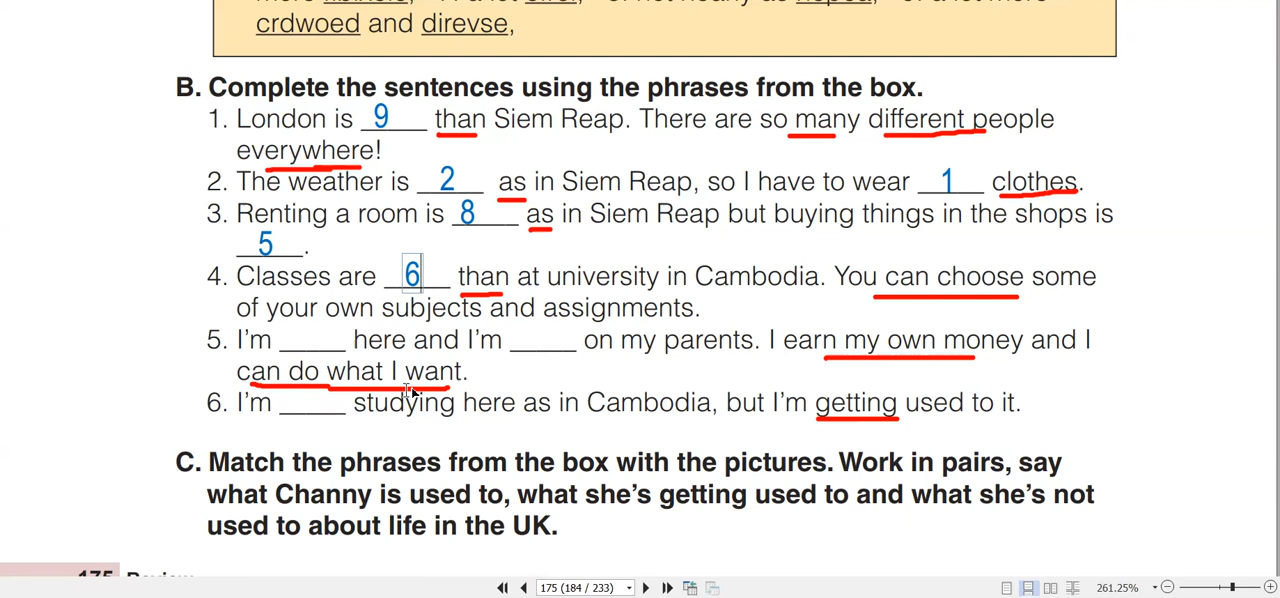 crdwoed and direvse,
B. Complete the sentences using the phrases from the box.
1. London is 9 than Siem Reap. There are so many different people
everywhere!
2. The weather is 2 as in Siem Reap, so I have to wear 1 clothes.
3. Renting a room is 8 as in Siem Reap but buying things in the shops is
5.
4. Classes are 6 than at university in Cambodia. You can choose some
of your own subjects and assignments.
5. I'm _____ here and I'm _____ on my parents. I earn my own money and I
can do what I want.
6. I'm _____ studying here as in Cambodia, but I'm getting used to it.
C. Match the phrases from the box with the pictures. Work in pairs, say
what Channy is used to, what she's getting used to and what she's not
used to about life in the UK.
175 (184 / 233) 261.25%